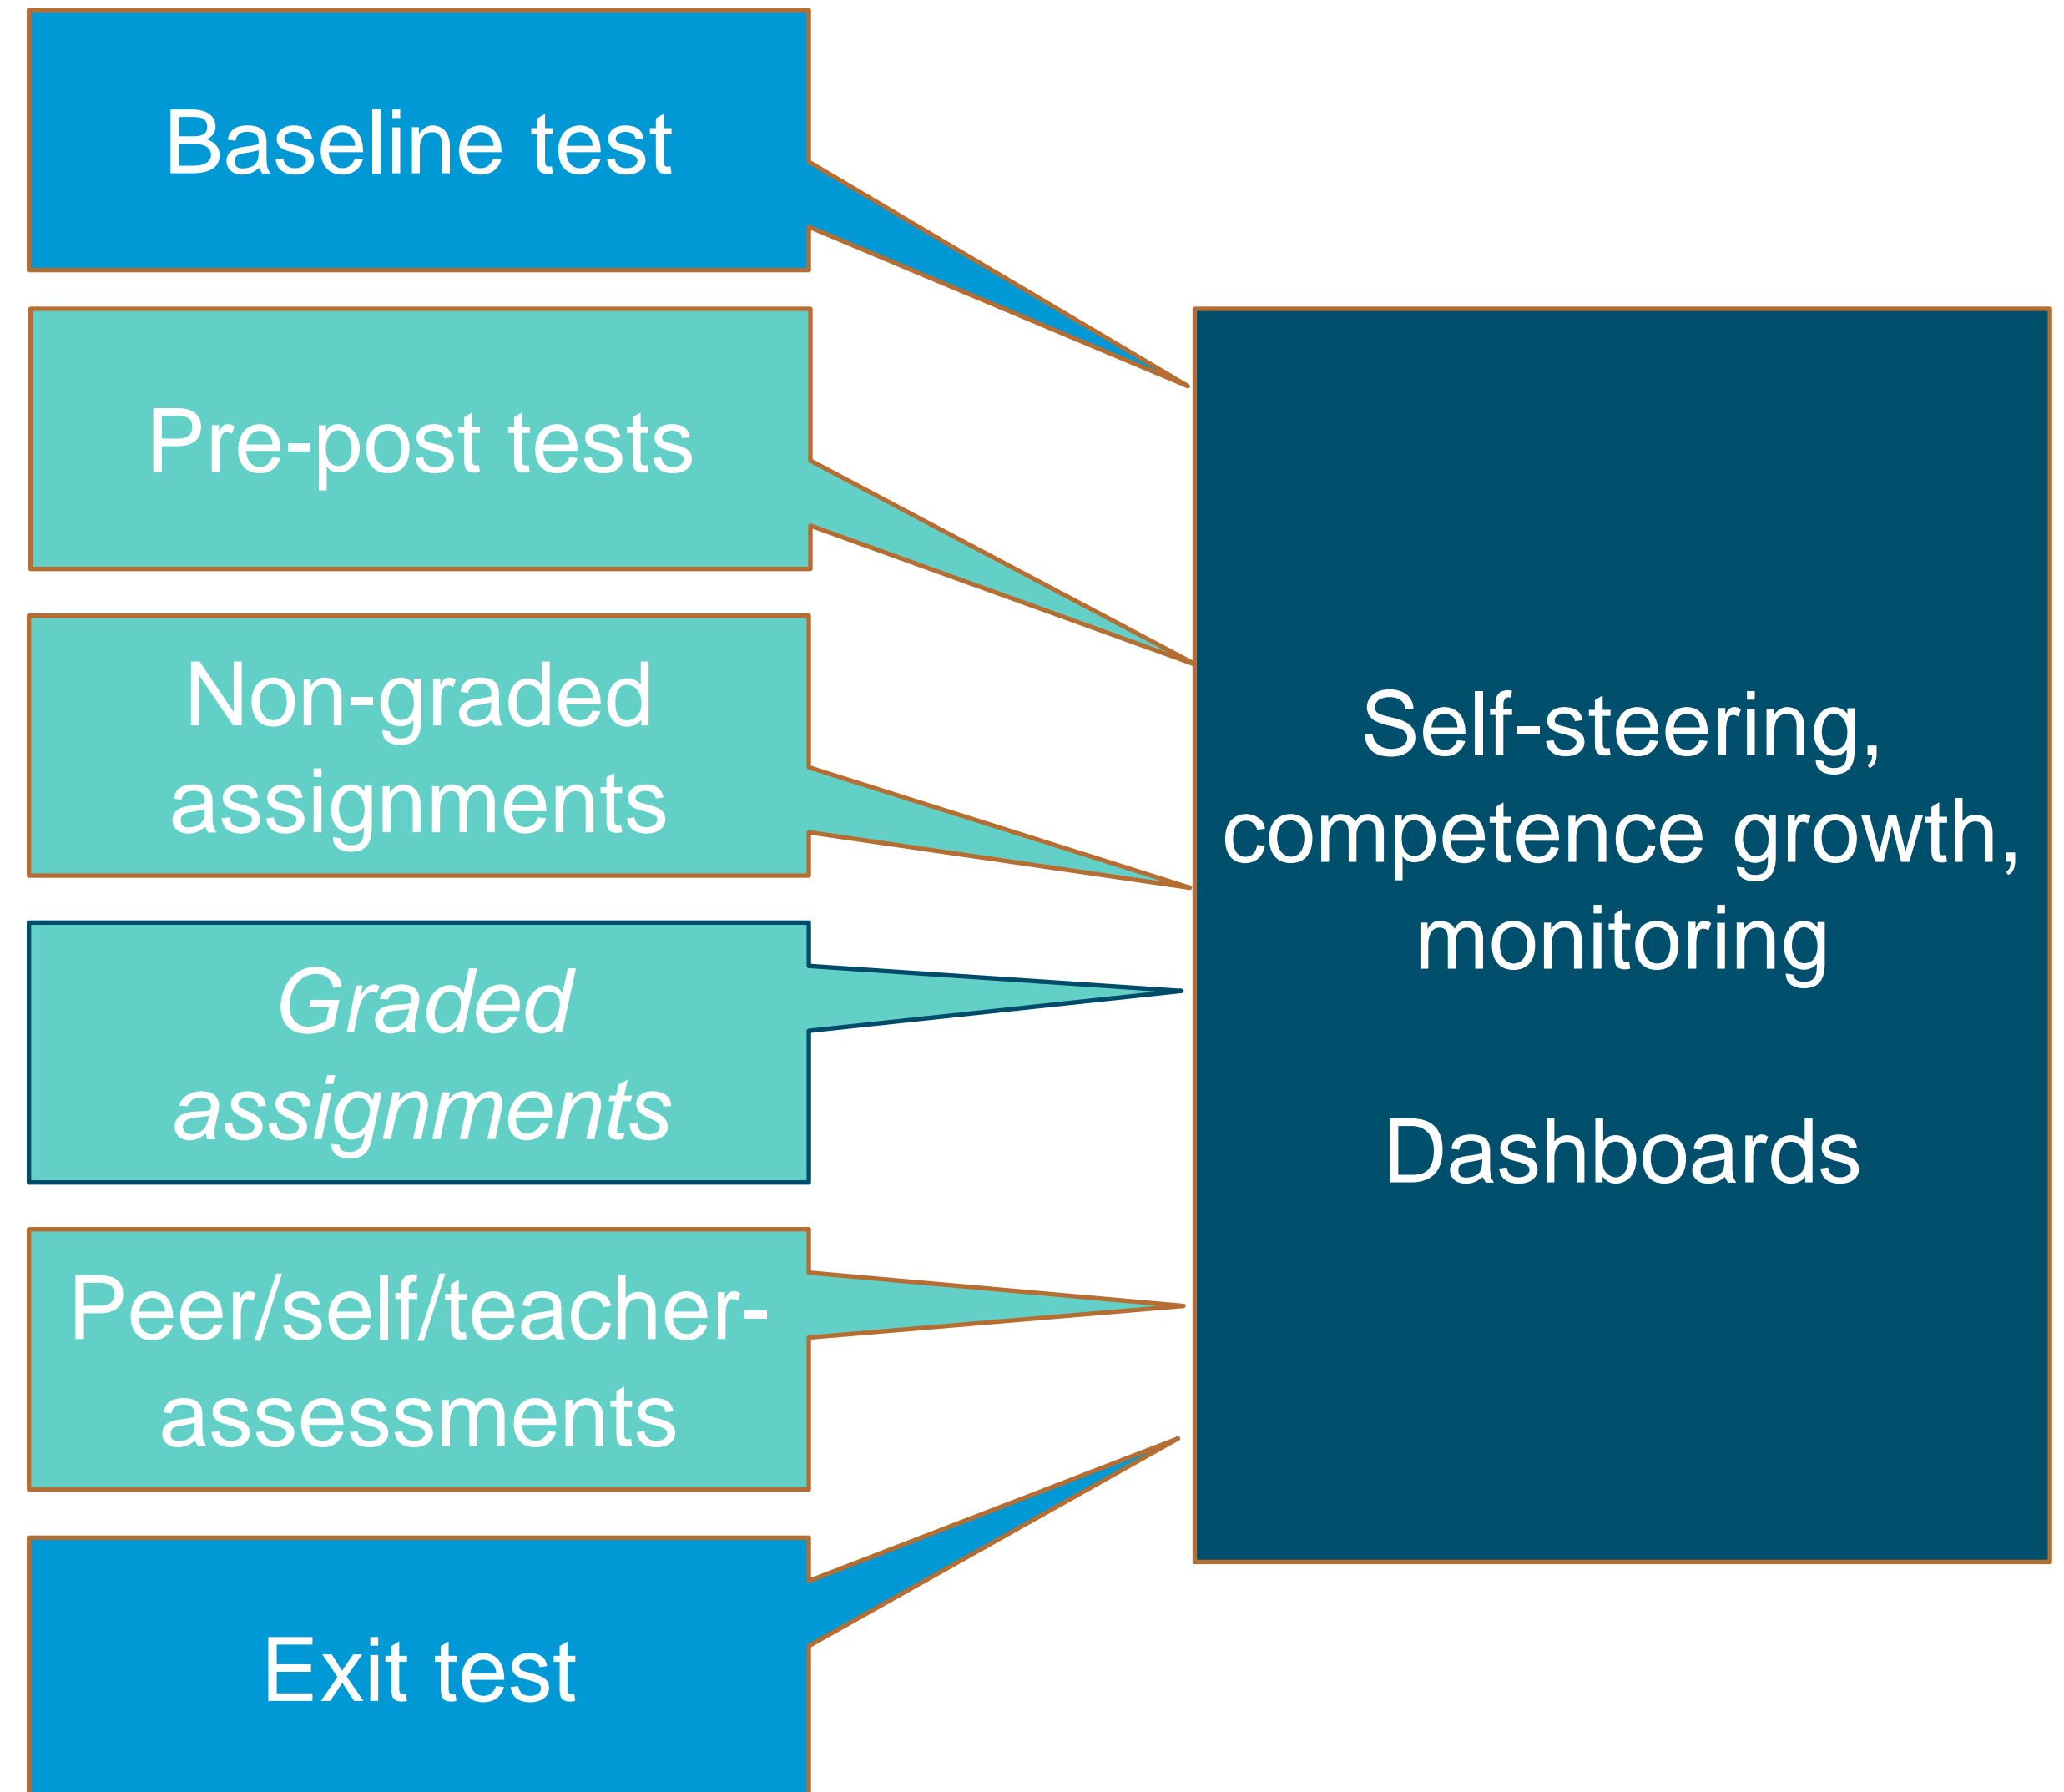 Baseline test
Pre-post tests
Non-graded
assignments
Graded
assignments
Peer/self/teacher-
assessments
Exit test
Self-steering,
competence growth,
monitoring
Dashboards